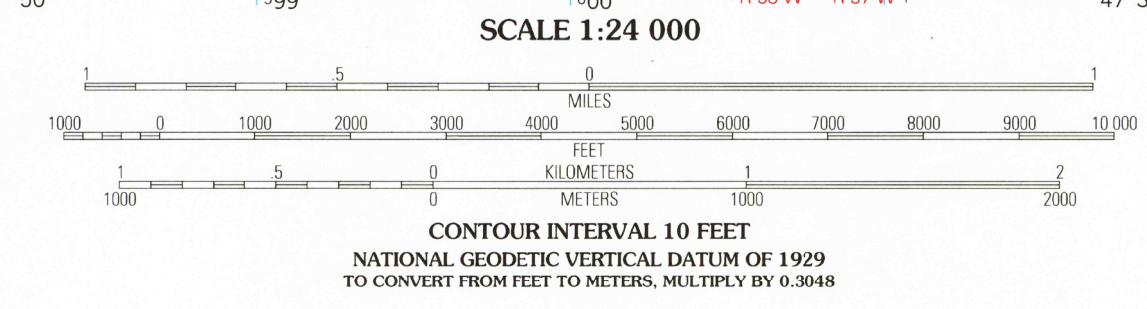 SCALE 1:24 000
1 .5 0 1
MILES
1000 0 1000 2000 3000 4000 5000 6000 7000 8000 9000 10 000
FEET
1 .5 0 KILOMETERS 1 2
1000 0 METERS 1000 2000
CONTOUR INTERVAL 10 FEET
NATIONAL GEODETIC VERTICAL DATUM OF 1929
TO CONVERT FROM FEET TO METERS, MULTIPLY BY 0.3048